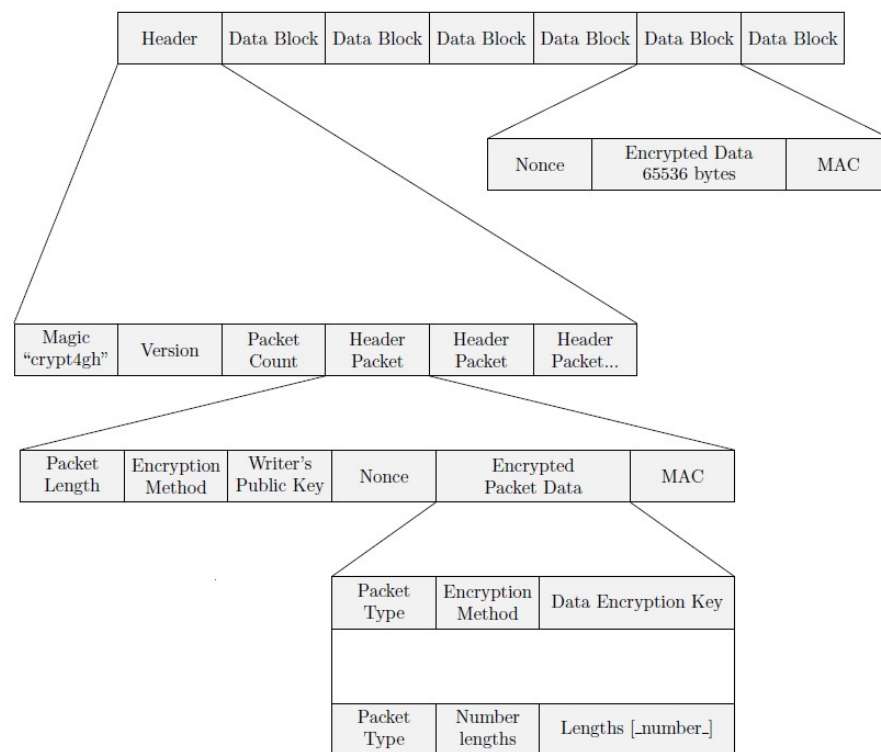 Header Data Block Data Block Data Block Data Block Data Block Data Block
Nonce Encrypted Data 65536 bytes MAC
Magic “crypt4gh” Version Packet Count Header Packet Header Packet Header Packet...
Packet Length Encryption Method Writer's Public Key Nonce Encrypted Packet Data MAC
Packet Type Encryption Method Data Encryption Key
Packet Type Number lengths Lengths [_number_]